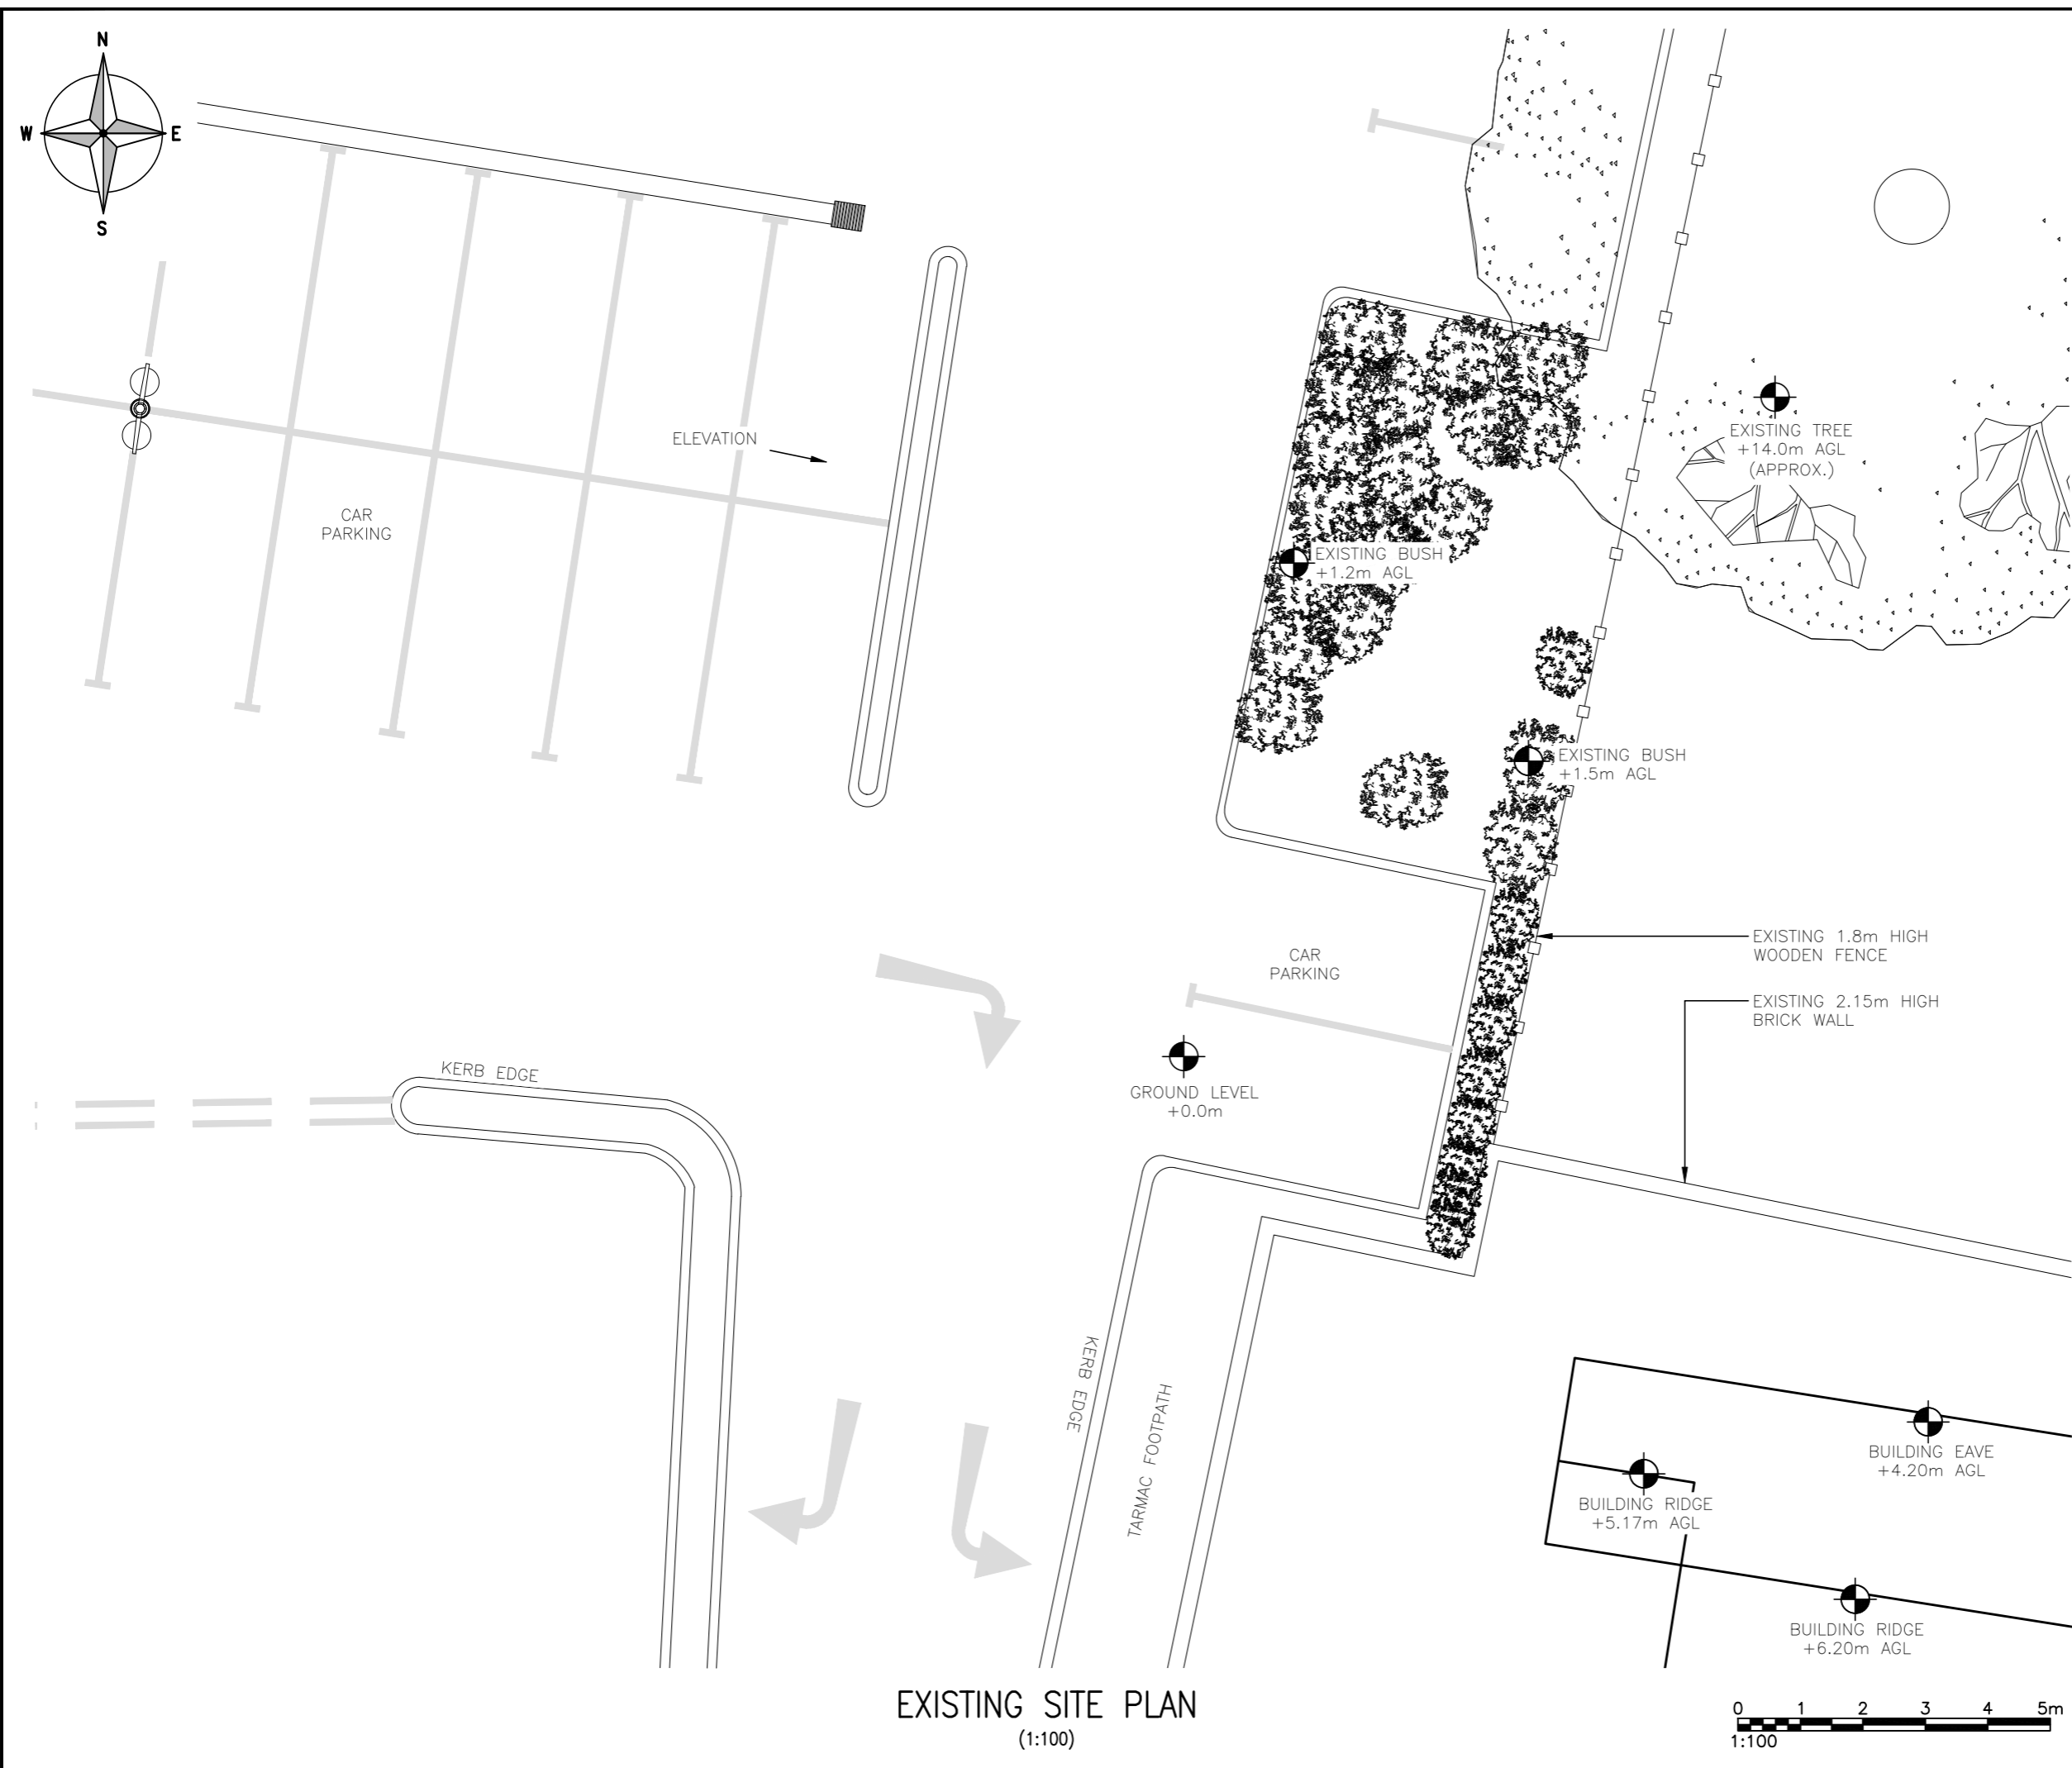 N
W
E
S
ELEVATION
CAR
PARKING
EXISTING TREE
+14.0m AGL
(APPROX.)
EXISTING BUSH
+1.2m AGL
EXISTING BUSH
+1.5m AGL
EXISTING 1.8m HIGH
WOODEN FENCE
CAR
PARKING
EXISTING 2.15m HIGH
BRICK WALL
KERB EDGE
GROUND LEVEL
+0.0m
KERB EDGE
TARMAC FOOTPATH
BUILDING EAVE
+4.20m AGL
BUILDING RIDGE
+5.17m AGL
BUILDING RIDGE
+6.20m AGL
EXISTING SITE PLAN
(1:100)
0 1 2 3 4 5m
1:100